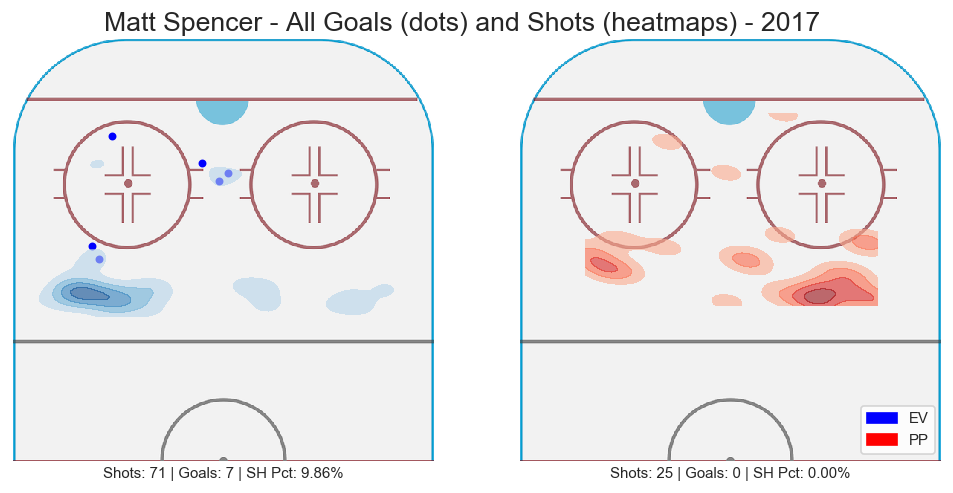 Matt Spencer - All Goals (dots) and Shots (heatmaps) - 2017
EV
PP
Shots: 71 | Goals: 7 | SH Pct: 9.86%
Shots: 25 | Goals: 0 | SH Pct: 0.00%